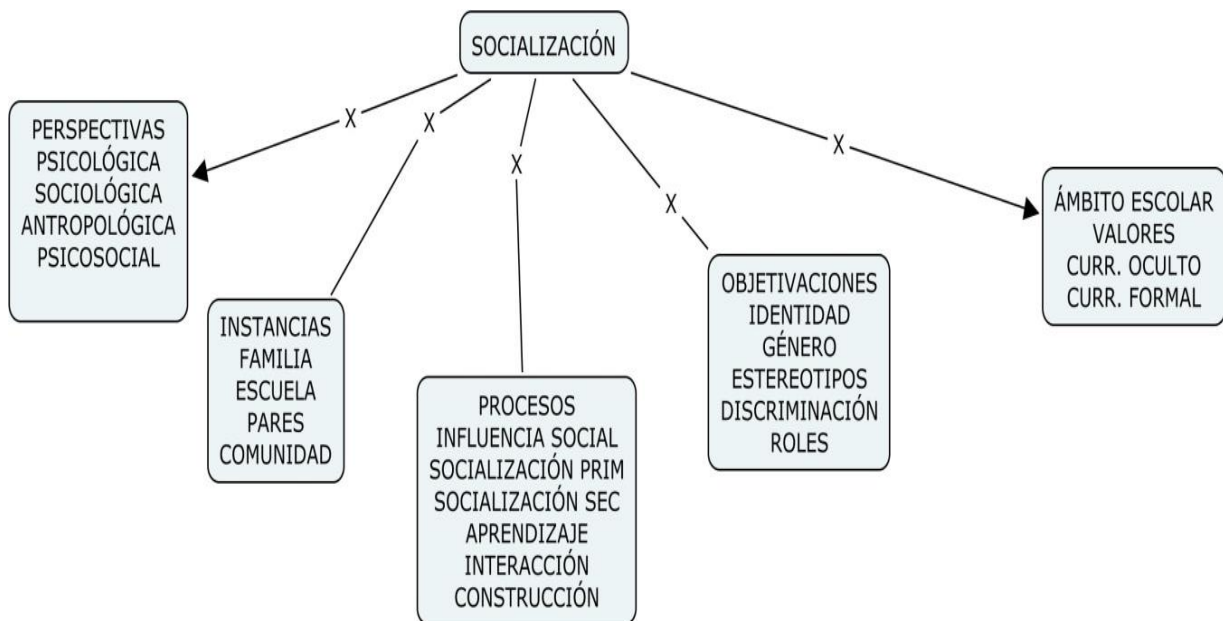 SOCIALIZACIÓN
X
X
X
X
X
PERSPECTIVAS
PSICOLÓGICA
SOCIOLÓGICA
ANTROPOLÓGICA
PSICOSOCIAL
INSTANCIAS
FAMILIA
ESCUELA
PARES
COMUNIDAD
PROCESOS
INFLUENCIA SOCIAL
SOCIALIZACIÓN PRIM
SOCIALIZACIÓN SEC
APRENDIZAJE
INTERACCIÓN
CONSTRUCCIÓN
OBJETIVACIONES
IDENTIDAD
GÉNERO
ESTEREOTIPOS
DISCRIMINACIÓN
ROLES
ÁMBITO ESCOLAR
VALORES
CURR. OCULTO
CURR. FORMAL